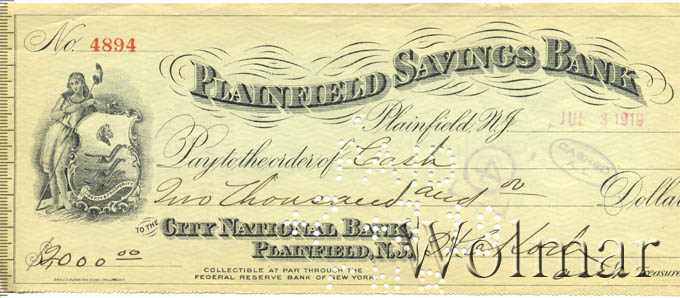 No. 4894
PLAINFIELD SAVINGS BANK
Plainfield, N.J. JUL 3 1919
Pay to the order of Cash
Two Thousand and 00 Dollar
TO THE CITY NATIONAL BANK,
PLAINFIELD, N.J.
$2000.00
Treasurer
COLLECTIBLE AT PAR THROUGH THE
FEDERAL RESERVE BANK OF NEW YORK
Wolmar